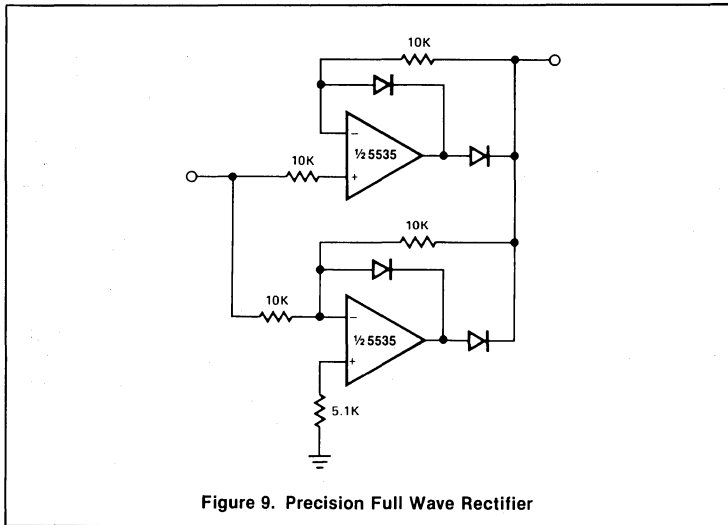 10K
−
½ 5535
+
10K
10K
10K
−
½ 5535
+
5.1K
Figure 9. Precision Full Wave Rectifier